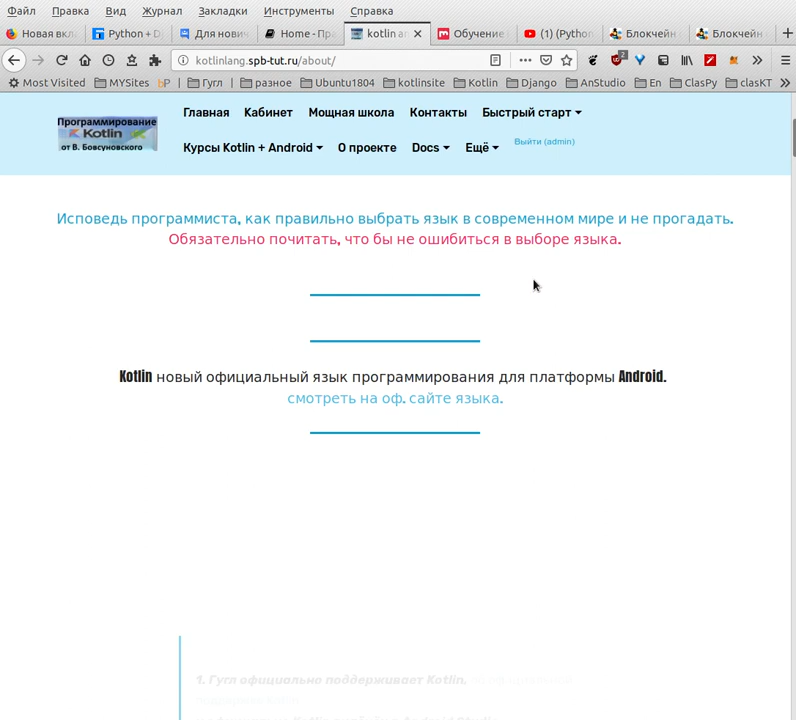 Файл Правка Вид Журнал Закладки Инструменты Справка
Новая вкл Python + D Для нович Home - Пр kotlin a Обучение (1) (Python Блокчейн Блокчейн
kotlinlang.spb-tut.ru/about/
2
Most Visited MYSites bP Гугл разное Ubuntu1804 kotlinsite Kotlin Django AnStudio En ClasPy clasKT
Программирование
Kotlin
от В. Бовсуновского
Главная Кабинет Мощная школа Контакты Быстрый старт
Курсы Kotlin + Android О проекте Docs Ещё Выйти (admin)
Исповедь программиста, как правильно выбрать язык в современном мире и не прогадать.
Обязательно почитать, что бы не ошибиться в выборе языка.
Kotlin новый официальный язык программирования для платформы Android.
смотреть на оф. сайте языка.
1. Гугл официально поддерживает Kotlin.